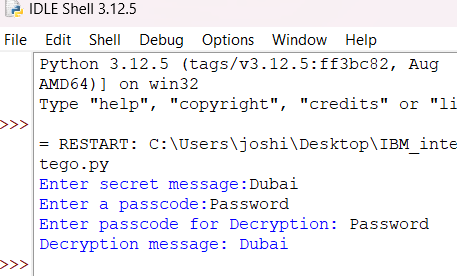 IDLE Shell 3.12.5
File Edit Shell Debug Options Window Help
Python 3.12.5 (tags/v3.12.5:ff3bc82, Aug
AMD64)] on win32
Type "help", "copyright", "credits" or "li
>>>
= RESTART: C:\Users\joshi\Desktop\IBM_inte
tego.py
Enter secret message:Dubai
Enter a passcode:Password
Enter passcode for Decryption: Password
Decryption message: Dubai
>>>